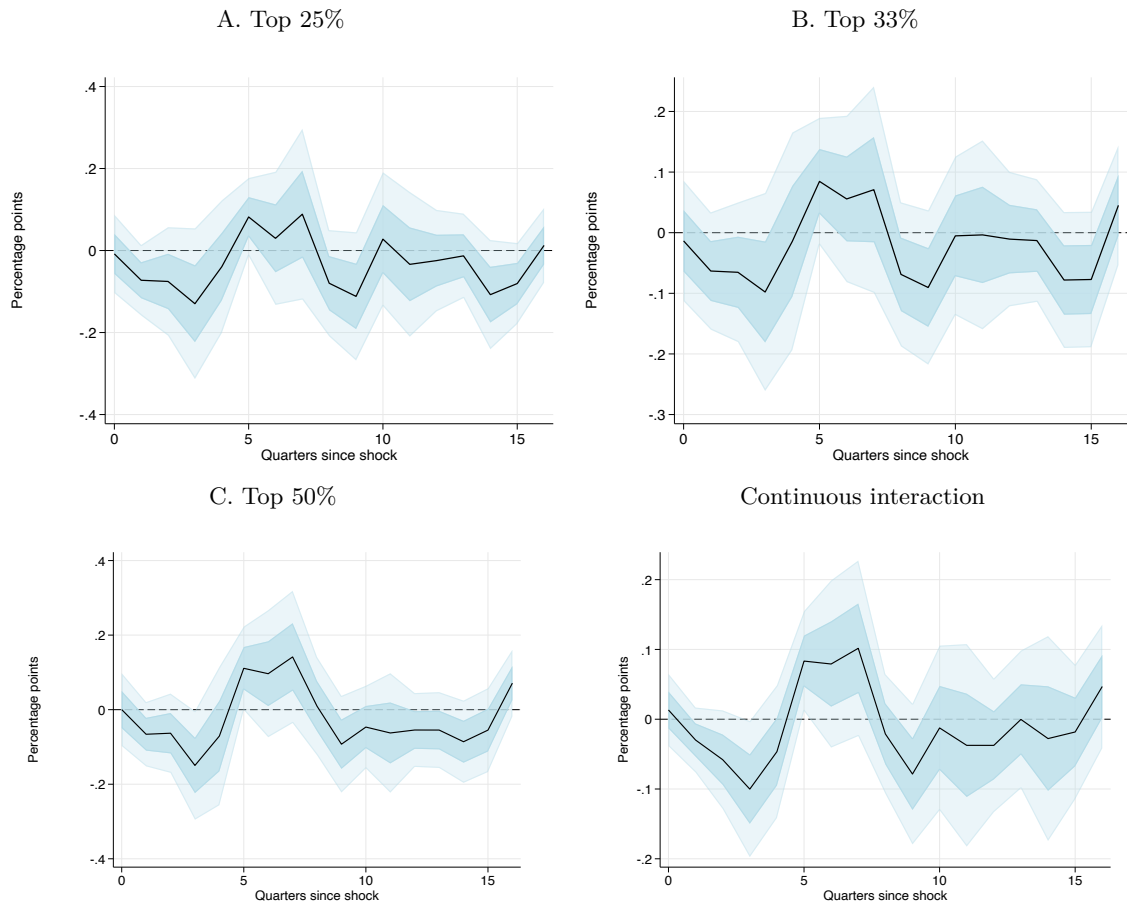 A. Top 25%
Percentage points
.4
.2
0
-.2
-.4
0 5 10 15
Quarters since shock
B. Top 33%
Percentage points
.2
.1
0
-.1
-.2
-.3
0 5 10 15
Quarters since shock
C. Top 50%
Percentage points
.4
.2
0
-.2
-.4
0 5 10 15
Quarters since shock
Continuous interaction
Percentage points
.2
.1
0
-.1
-.2
0 5 10 15
Quarters since shock